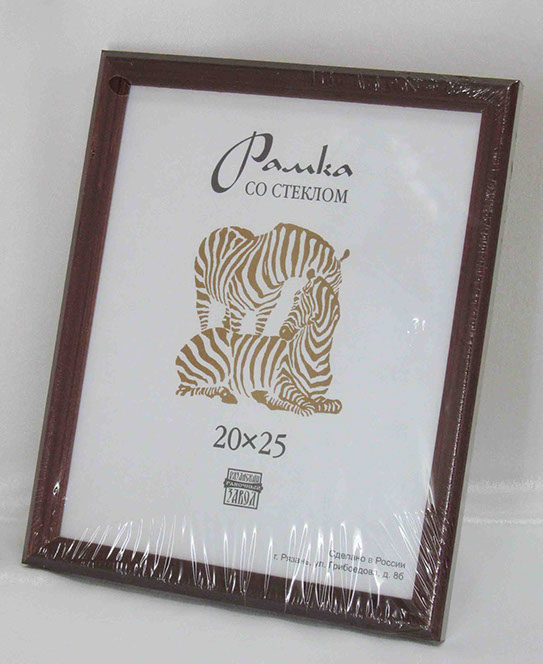 Рамка
СО СТЕКЛОМ
20×25
РЯЗАНСКИЙ
РАМОЧНЫЙ
ЗАВОД
Сделано в России
г. Рязань, ул. Грибоедова, д. 8б